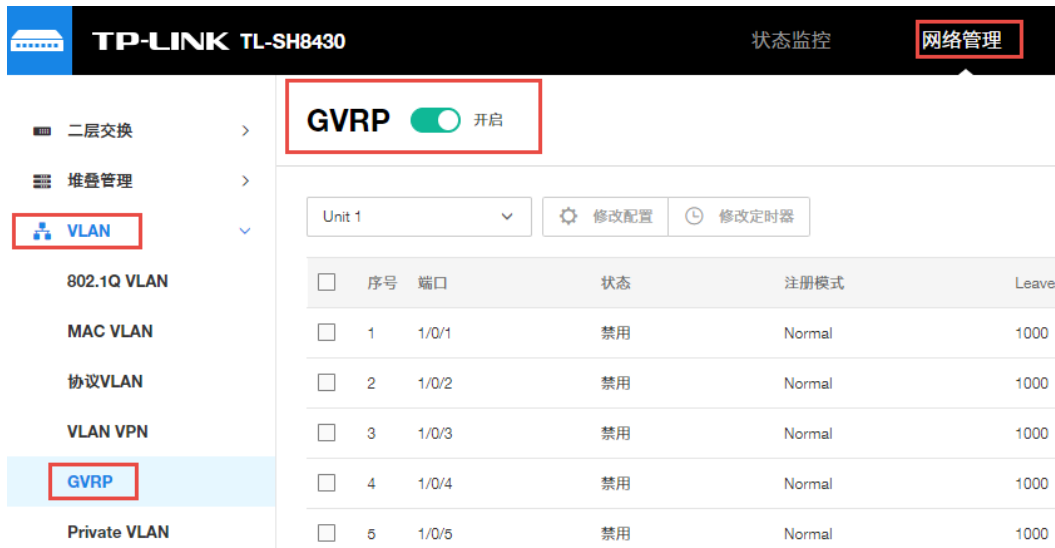 TP-LINK TL-SH8430 状态监控 网络管理
二层交换
堆叠管理
VLAN
802.1Q VLAN
MAC VLAN
协议VLAN
VLAN VPN
GVRP
Private VLAN
GVRP 开启
Unit 1 修改配置 修改定时器
序号 端口 状态 注册模式 Leave
1 1/0/1 禁用 Normal 1000
2 1/0/2 禁用 Normal 1000
3 1/0/3 禁用 Normal 1000
4 1/0/4 禁用 Normal 1000
5 1/0/5 禁用 Normal 1000